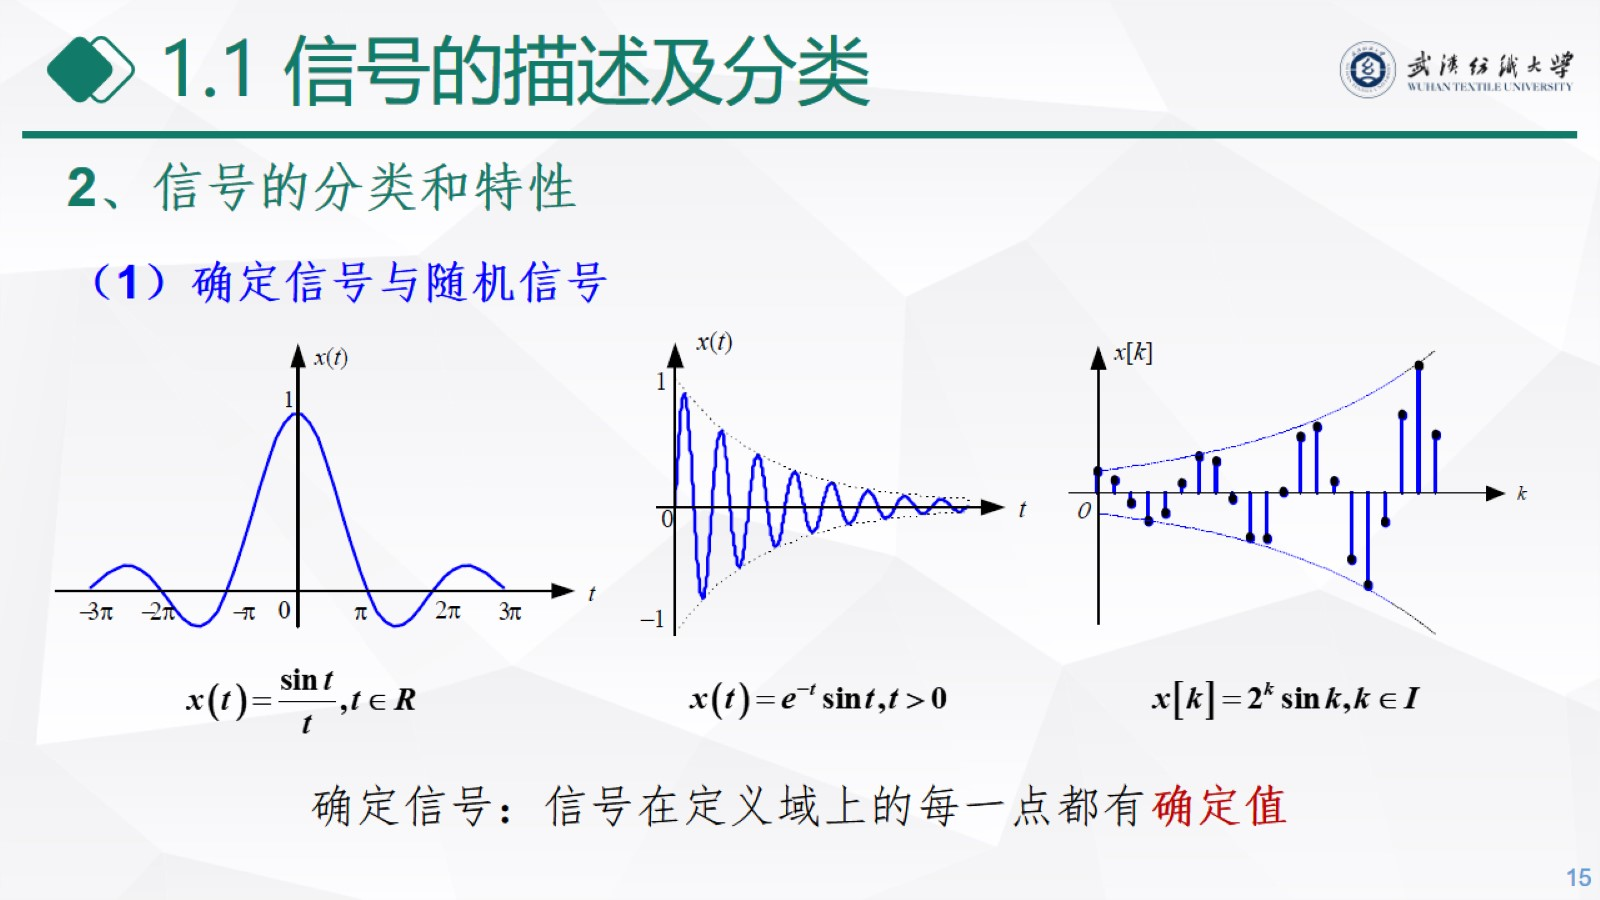 1.1 信号的描述及分类
武汉纺织大学
WUHAN TEXTILE UNIVERSITY
2、信号的分类和特性
（1）确定信号与随机信号
x(t)
1
-3π -2π -π 0 π 2π 3π t
x(t)
1
0
-1
t
x[k]
0
k
x(t)=sin t/t, t∈R
x(t)=e^{-t} sin t, t>0
x[k]=2^k sin k, k∈I
确定信号：信号在定义域上的每一点都有确定值
15